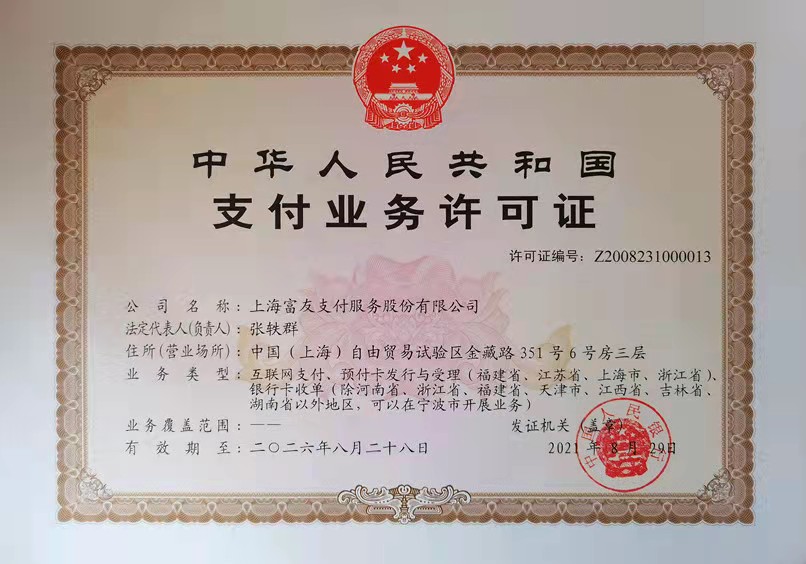 中华人民共和国
支付业务许可证
许可证编号：Z2008231000013
公司名称：上海富友支付服务股份有限公司
法定代表人(负责人)：张轶群
住所(营业场所)：中国（上海）自由贸易试验区金藏路351号6号房三层
业务类型：互联网支付、预付卡发行与受理（福建省、江苏省、上海市、浙江省）、
银行卡收单（除河南省、浙江省、福建省、天津市、江西省、吉林省、
湖南省以外地区，可以在宁波市开展业务）
业务覆盖范围：——
发证机关（盖章）
有效期至：二〇二六年八月二十八日
2021年8月29日
中国人民银行